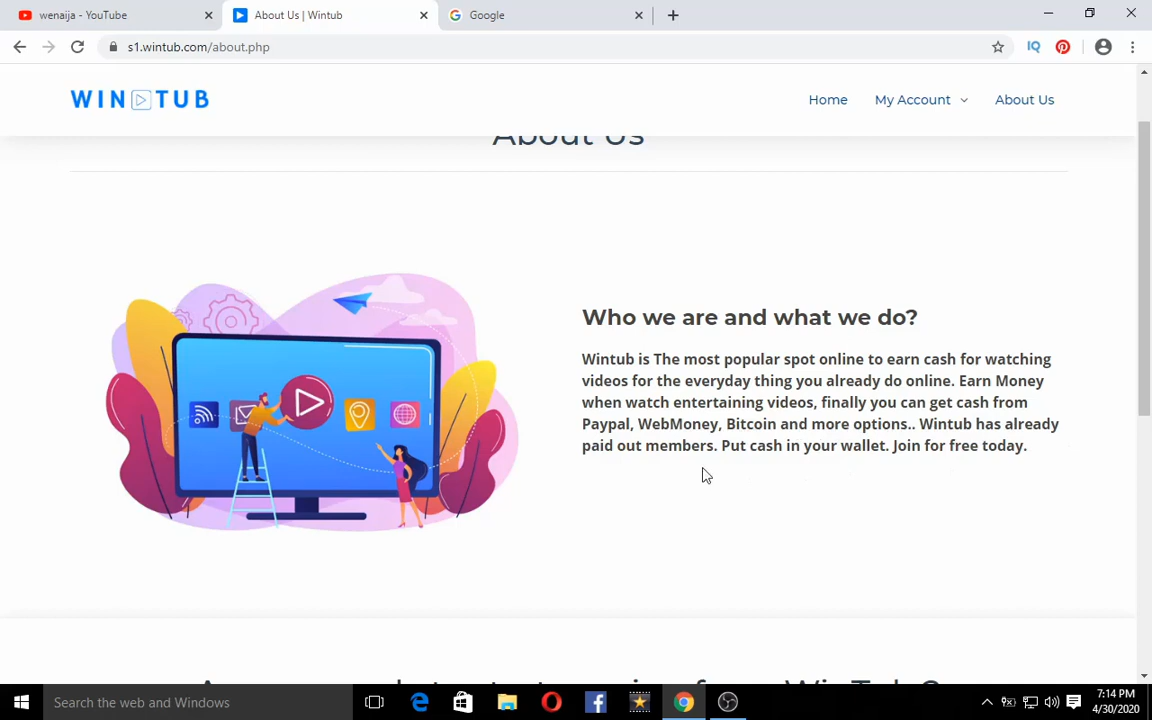 wenaija - YouTube
About Us | Wintub
Google
s1.wintub.com/about.php
IQ
WIN TUB
Home
My Account
About Us
About Us
Who we are and what we do?
Wintub is The most popular spot online to earn cash for watching
videos for the everyday thing you already do online. Earn Money
when watch entertaining videos, finally you can get cash from
Paypal, WebMoney, Bitcoin and more options.. Wintub has already
paid out members. Put cash in your wallet. Join for free today.
Search the web and Windows
7:14 PM
4/30/2020